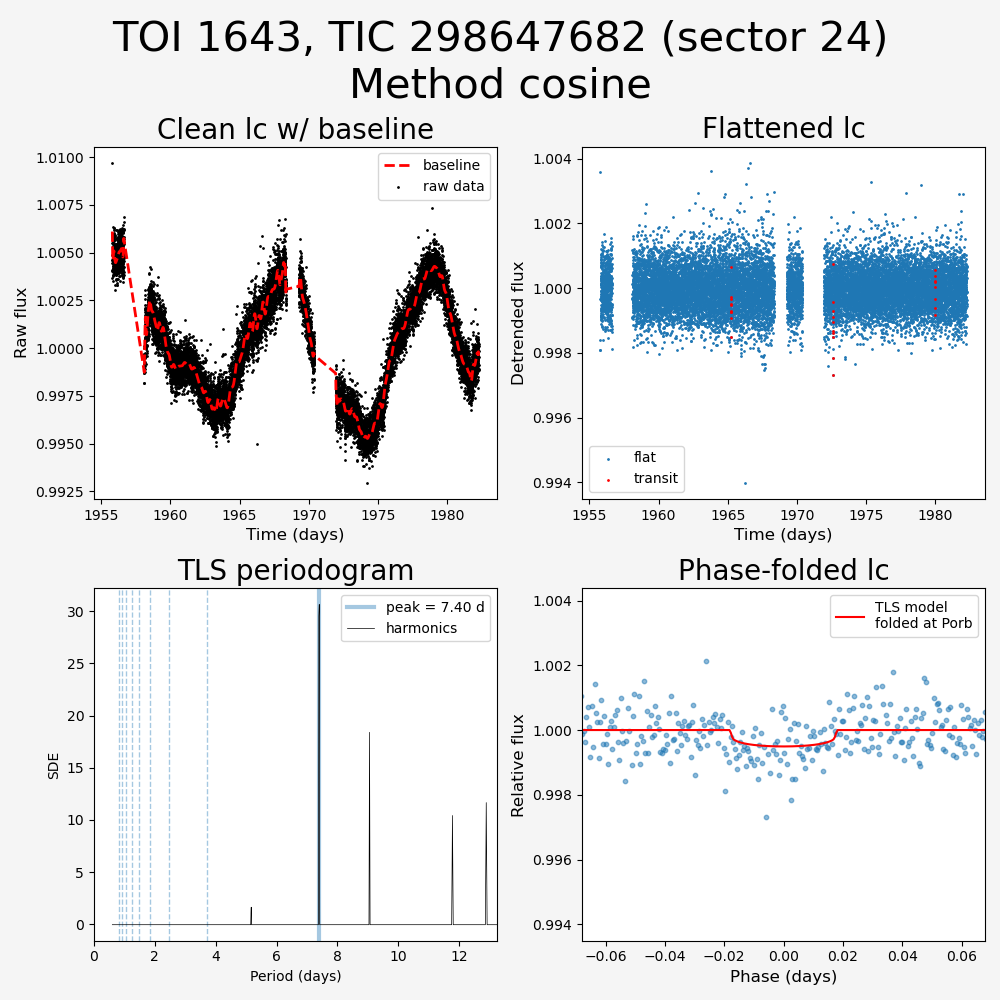 TOI 1643, TIC 298647682 (sector 24)
Method cosine
Clean lc w/ baseline
1.0100
1.0075
1.0050
1.0025
1.0000
0.9975
0.9950
0.9925
Raw flux
baseline
raw data
1955 1960 1965 1970 1975 1980
Time (days)
Flattened lc
1.004
1.002
1.000
0.998
0.996
0.994
Detrended flux
flat
transit
1955 1960 1965 1970 1975 1980
Time (days)
TLS periodogram
30
25
20
15
10
5
0
SDE
peak = 7.40 d
harmonics
0 2 4 6 8 10 12
Period (days)
Phase-folded lc
1.004
1.002
1.000
0.998
0.996
0.994
Relative flux
TLS model
folded at Porb
−0.06 −0.04 −0.02 0.00 0.02 0.04 0.06
Phase (days)